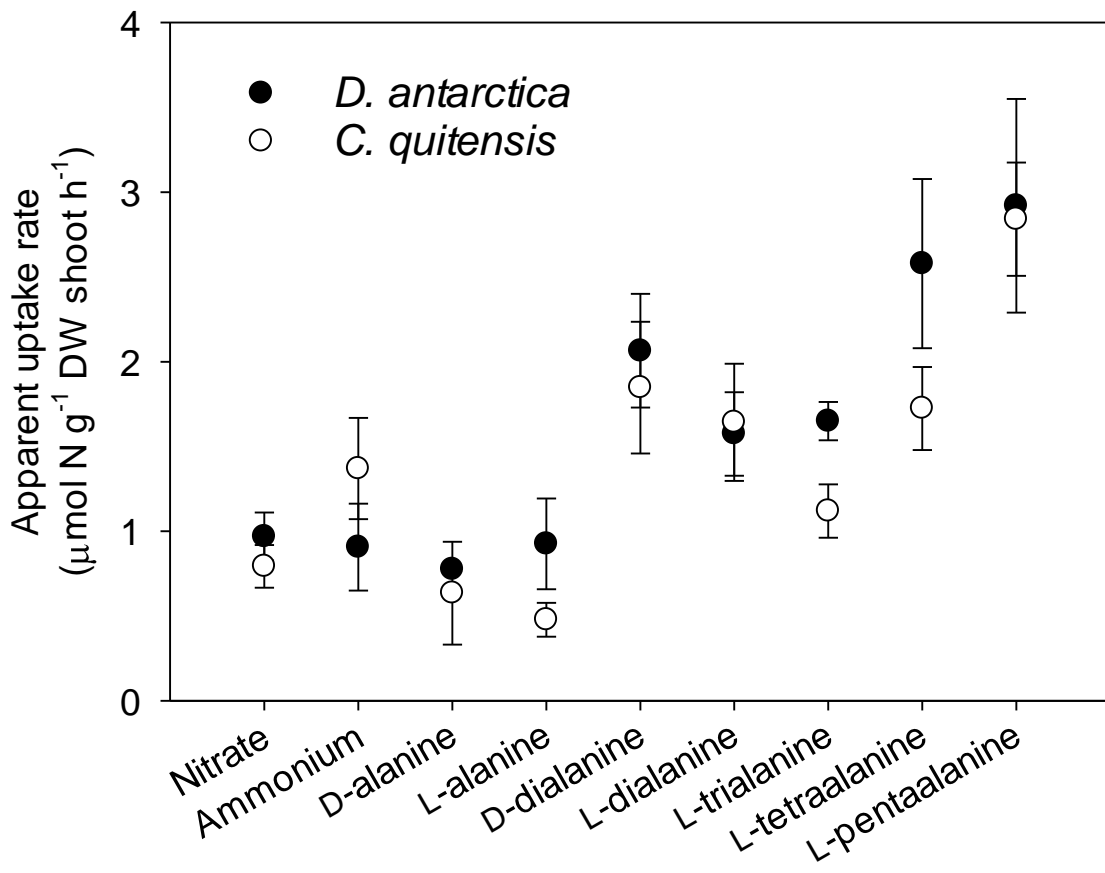 4
3
2
1
0
Apparent uptake rate
(μmol N g⁻¹ DW shoot h⁻¹)
D. antarctica
C. quitensis
Nitrate
Ammonium
D-alanine
L-alanine
D-dialanine
L-dialanine
L-trialanine
L-tetraalanine
L-pentaalanine